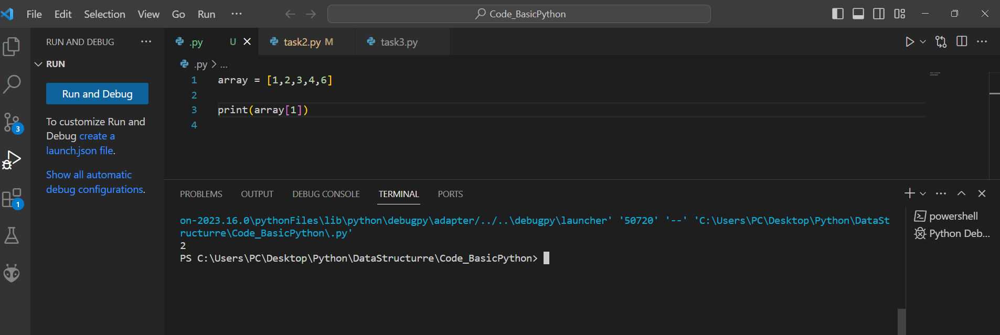 File Edit Selection View Go Run ···
Code_BasicPython
RUN AND DEBUG ···
RUN
Run and Debug
To customize Run and
Debug create a
launch.json file.
Show all automatic
debug configurations.
3
1
.py U
task2.py M
task3.py
.py > ...
1 array = [1,2,3,4,6]
2
3 print(array[1])
4
PROBLEMS OUTPUT DEBUG CONSOLE TERMINAL PORTS
on-2023.16.0\pythonFiles\lib\python\debugpy\adapter/../..\debugpy\launcher' '50720' '--' 'C:\Users\PC\Desktop\Python\DataSt
ructurre\Code_BasicPython\.py'
2
PS C:\Users\PC\Desktop\Python\DataStructurre\Code_BasicPython>
powershell
Python Deb...